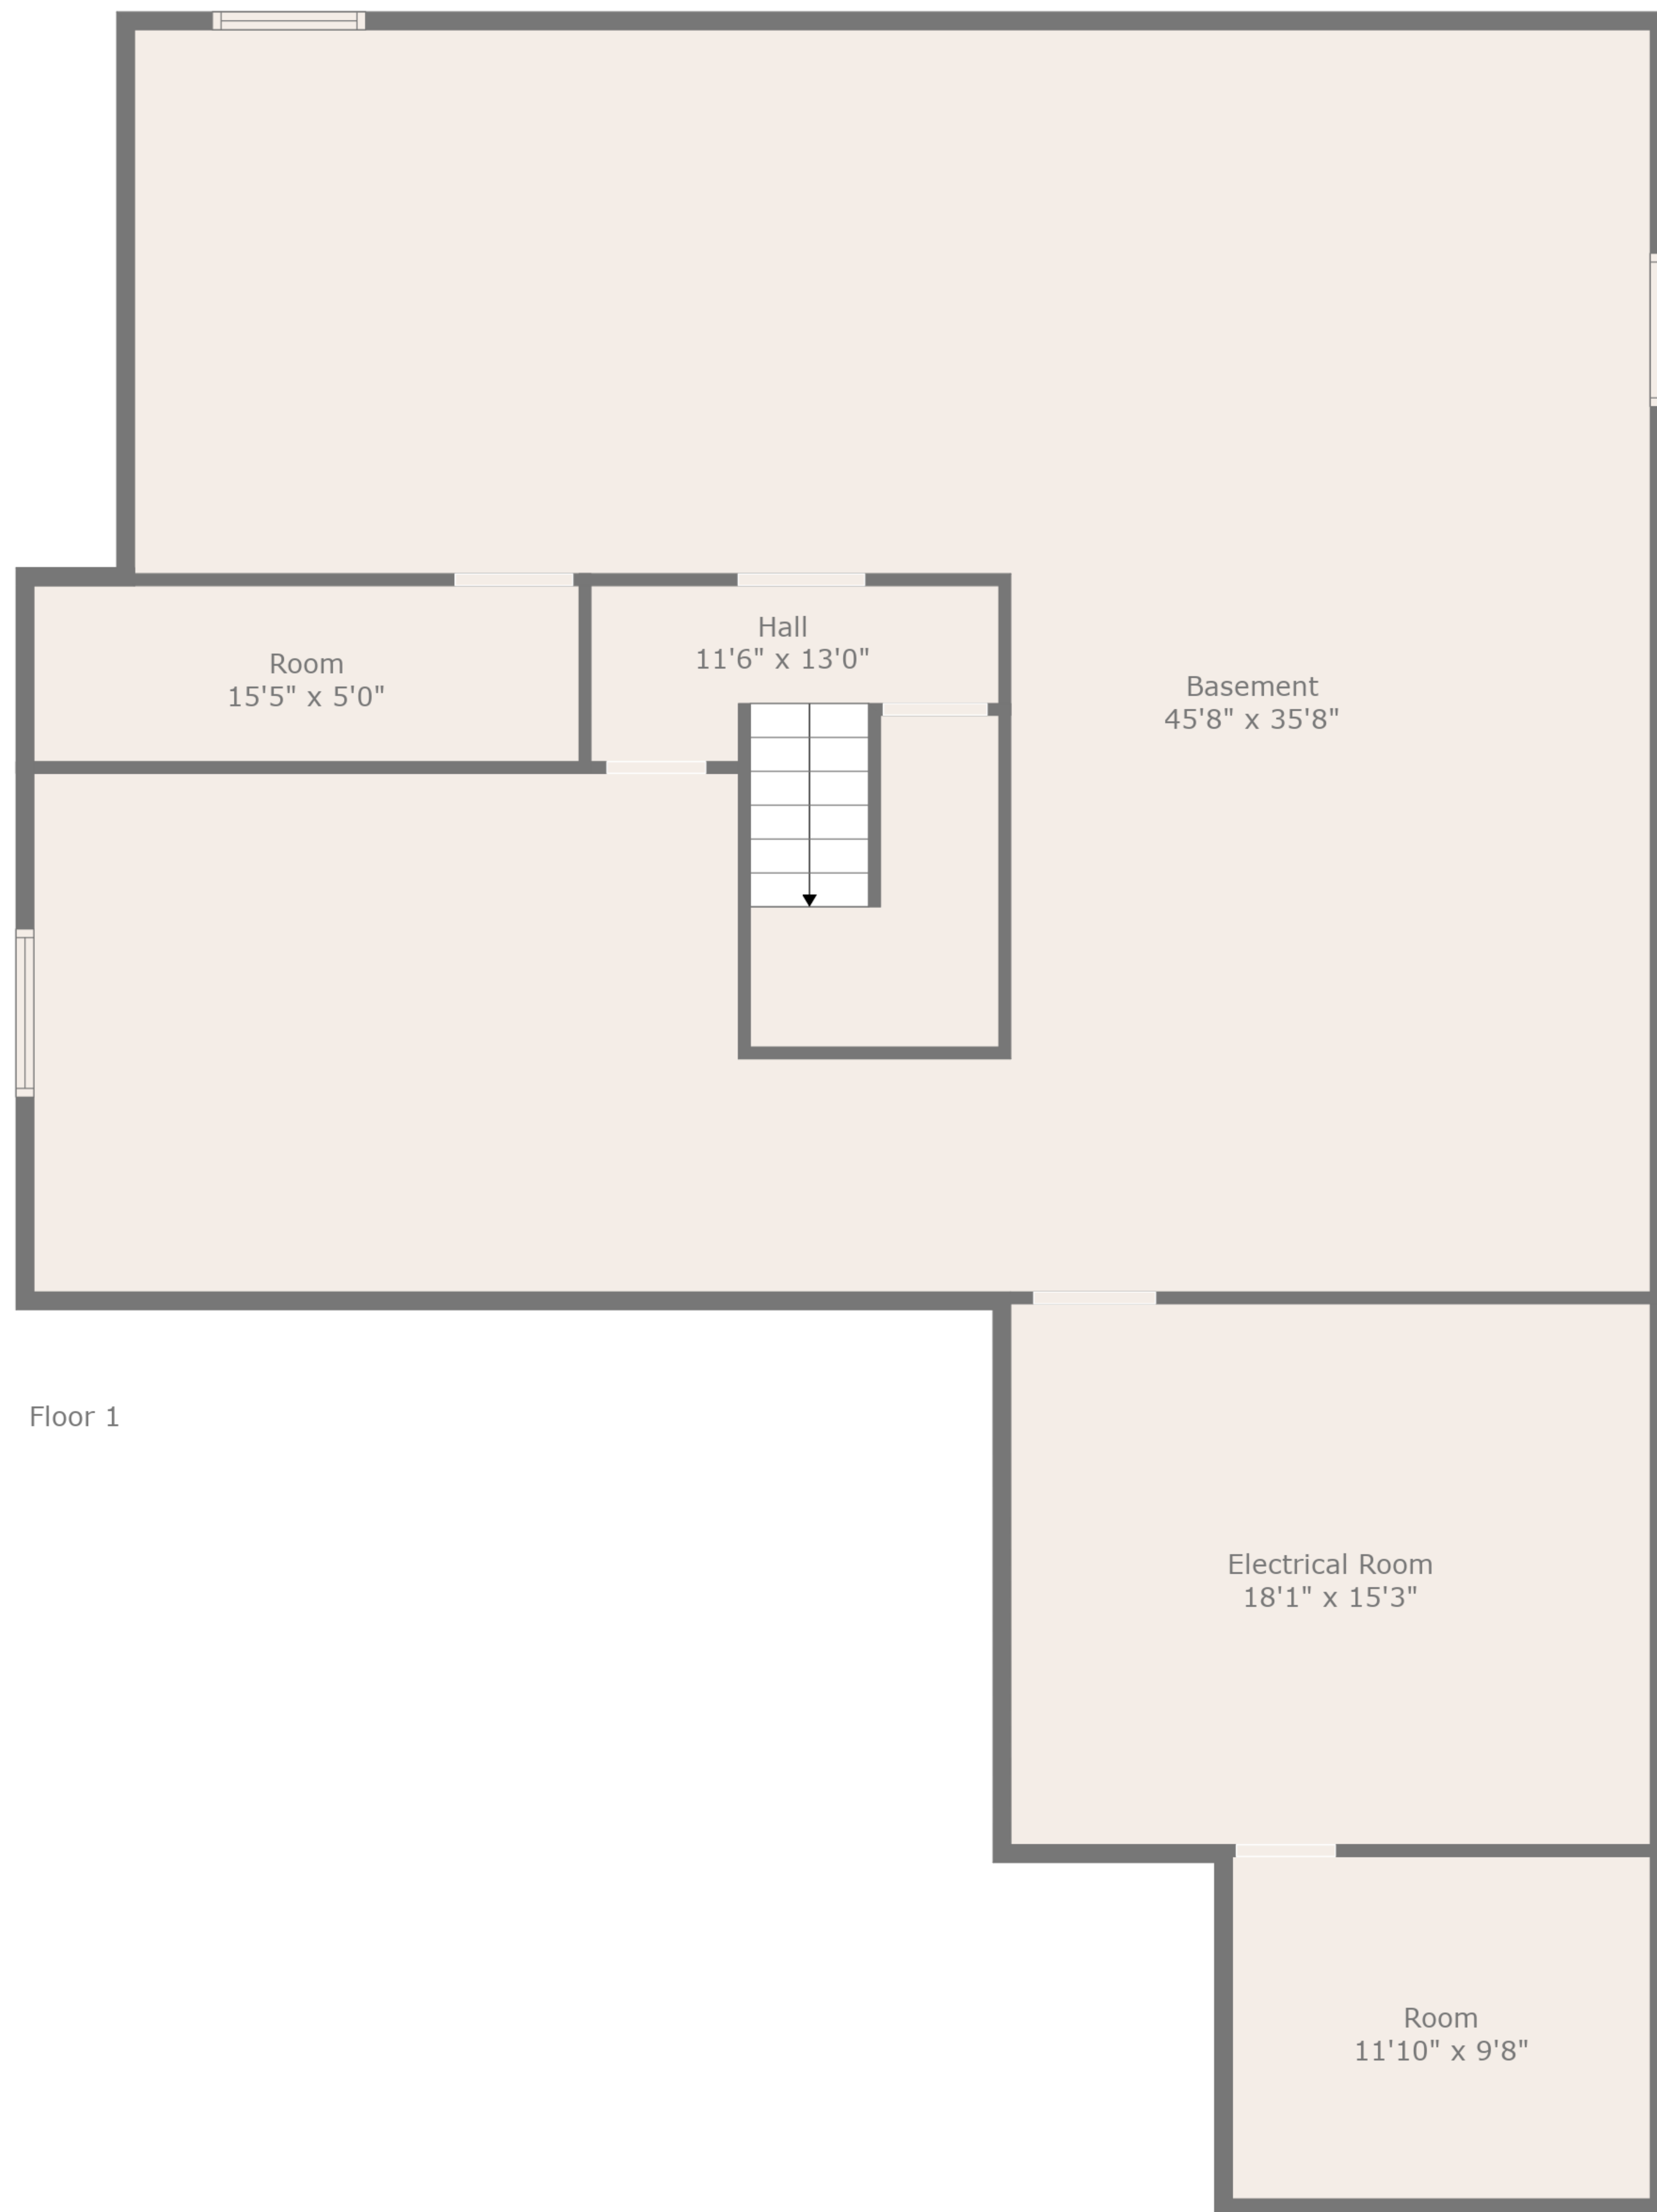 Hall
11'6" x 13'0"
Room
15'5" x 5'0"
Basement
45'8" x 35'8"
Floor 1
Electrical Room
18'1" x 15'3"
Room
11'10" x 9'8"